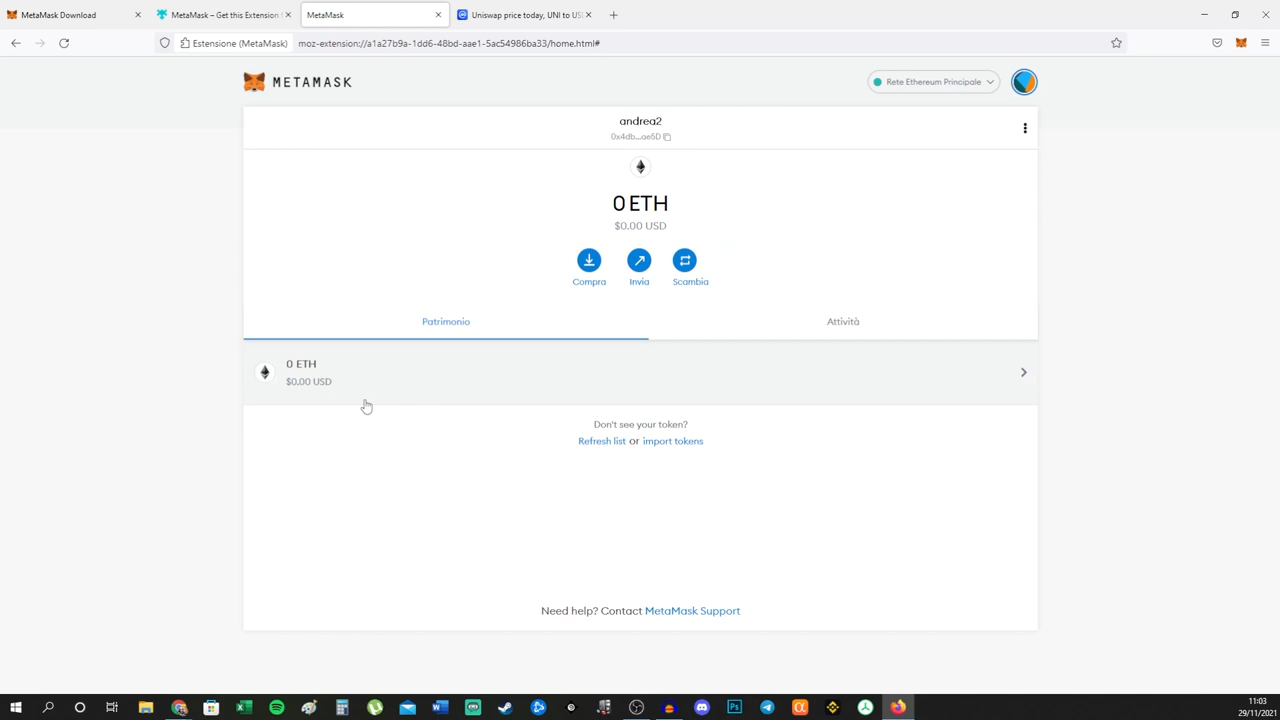 MetaMask Download
MetaMask – Get this Extension
MetaMask
Uniswap price today, UNI to US
Estensione (MetaMask)
moz-extension://a1a27b9a-1dd6-48bd-aae1-5ac54986ba33/home.html#
METAMASK
Rete Ethereum Principale
andrea2
0x4db...ae5D
0 ETH
$0.00 USD
Compra
Invia
Scambia
Patrimonio
Attività
0 ETH
$0.00 USD
Don't see your token?
Refresh list or import tokens
Need help? Contact MetaMask Support
11:03
29/11/2021